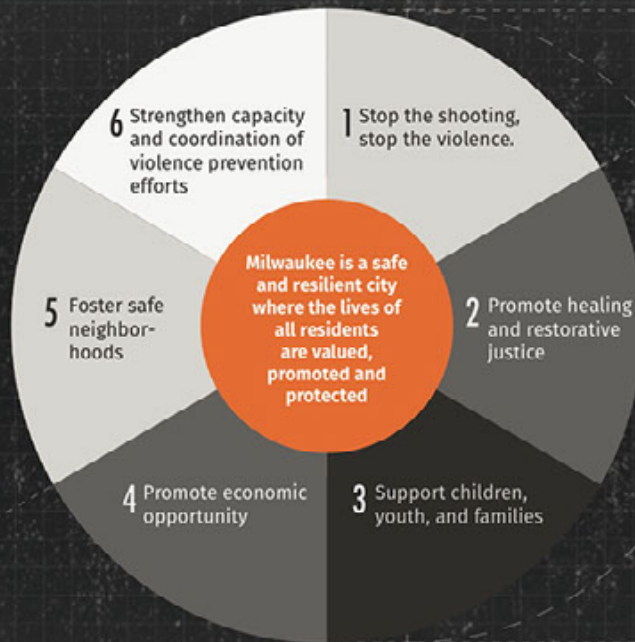 1 Stop the shooting,
stop the violence.
2 Promote healing
and restorative
justice
3 Support children,
youth, and families
4 Promote economic
opportunity
5 Foster safe
neighbor-
hoods
6 Strengthen capacity
and coordination of
violence prevention
efforts
Milwaukee is a safe
and resilient city
where the lives of
all residents
are valued,
promoted and
protected